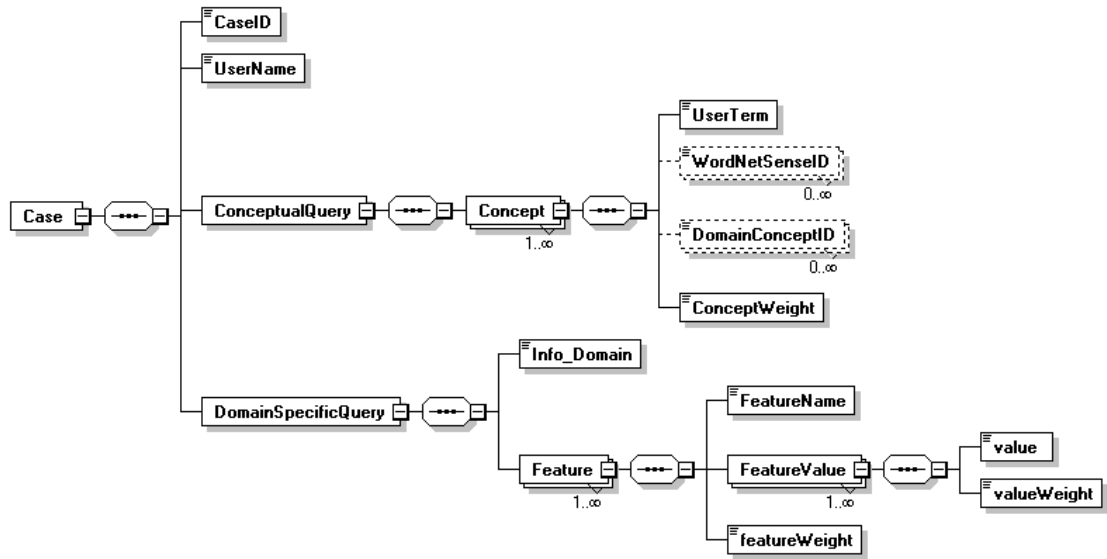 CaseID
UserName
UserTerm
WordNetSenseID
0..∞
Case
ConceptualQuery
Concept
1..∞
DomainConceptID
0..∞
ConceptWeight
Info_Domain
DomainSpecificQuery
FeatureName
Feature
1..∞
FeatureValue
1..∞
value
valueWeight
featureWeight